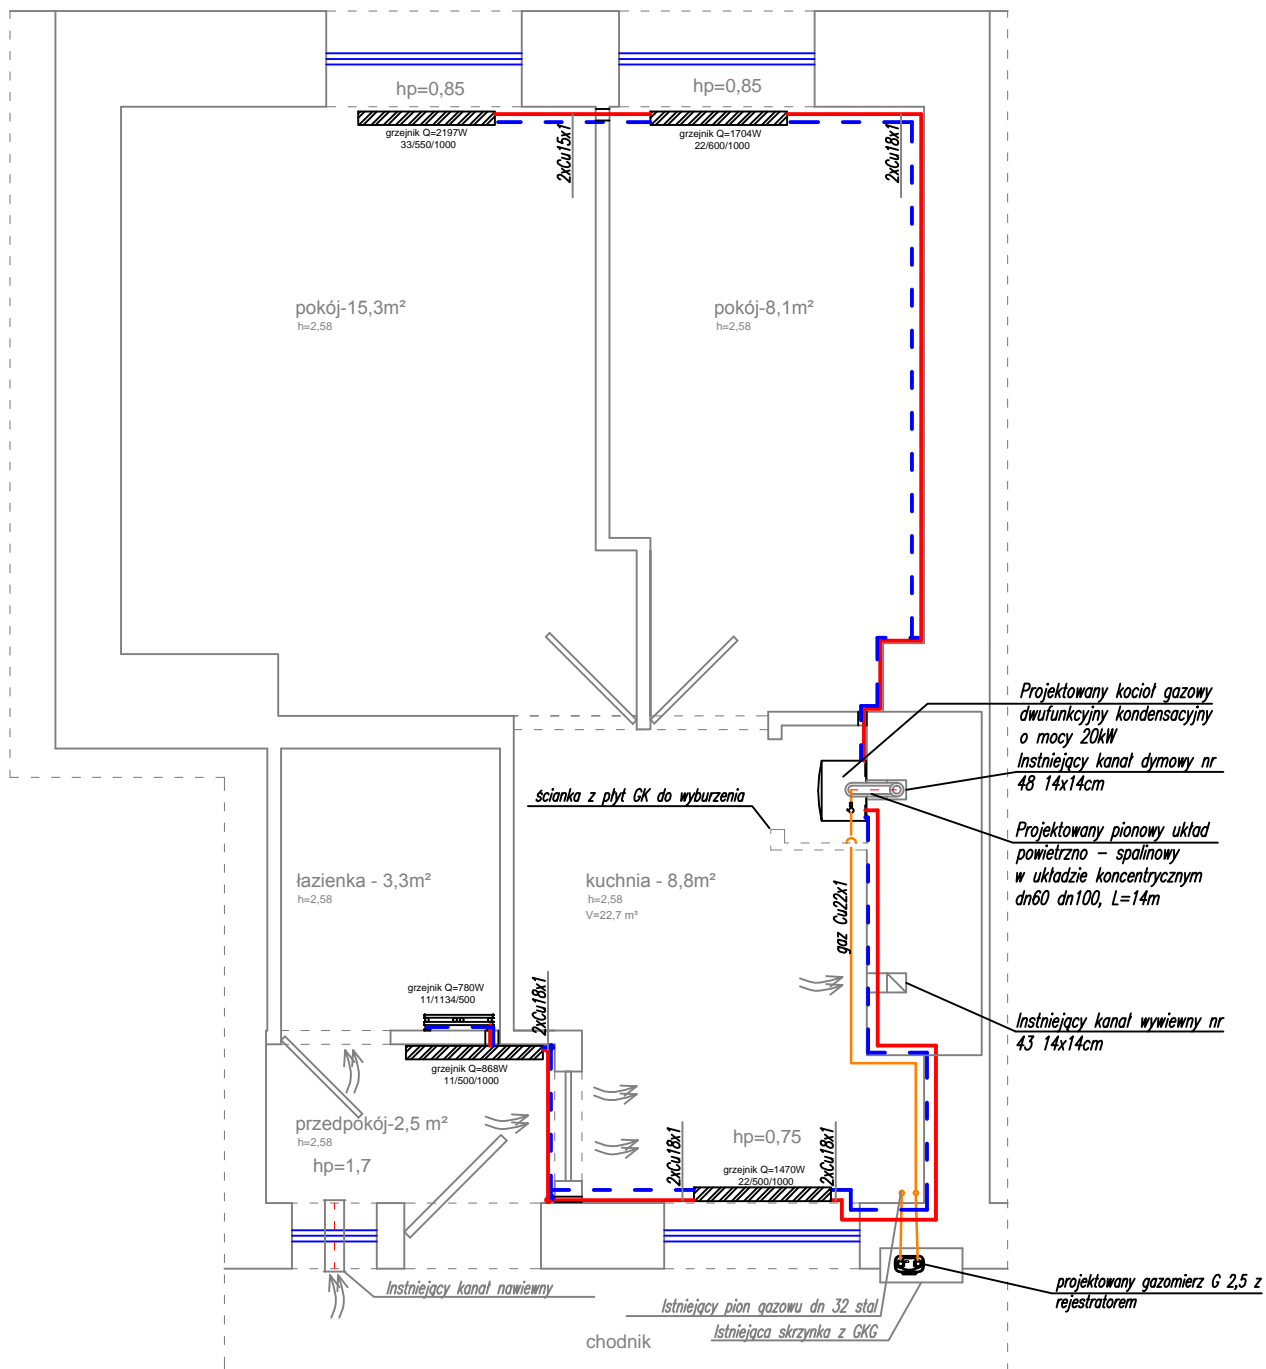 hp=0,85
hp=0,85
grzejnik Q=2197W
33/550/1000
2xCu15x1
grzejnik Q=1704W
22/600/1000
2xCu18x1
pokój-15,3m²
h=2,58
pokój-8,1m²
h=2,58
Projektowany kocioł gazowy
dwufunkcyjny kondensacyjny
o mocy 20kW
Instniejący kanał dymowy nr
48 14x14cm
ścianka z płyt GK do wyburzenia
Projektowany pionowy układ
powietrzno – spalinowy
w układzie koncentrycznym
dn60 dn100, L=14m
łazienka - 3,3m²
h=2,58
kuchnia - 8,8m²
h=2,58
V=22,7 m³
gaz Cu22x1
grzejnik Q=780W
11/1134/500
2xCu18x1
Instniejący kanał wywiewny nr
43 14x14cm
grzejnik Q=868W
11/500/1000
przedpokój-2,5 m²
h=2,58
hp=1,7
hp=0,75
2xCu18x1
grzejnik Q=1470W
22/500/1000
2xCu18x1
Instniejący kanał nawiewny
Istniejący pion gazowu dn 32 stal
Istniejąca skrzynka z GKG
projektowany gazomierz G 2,5 z
rejestratorem
chodnik